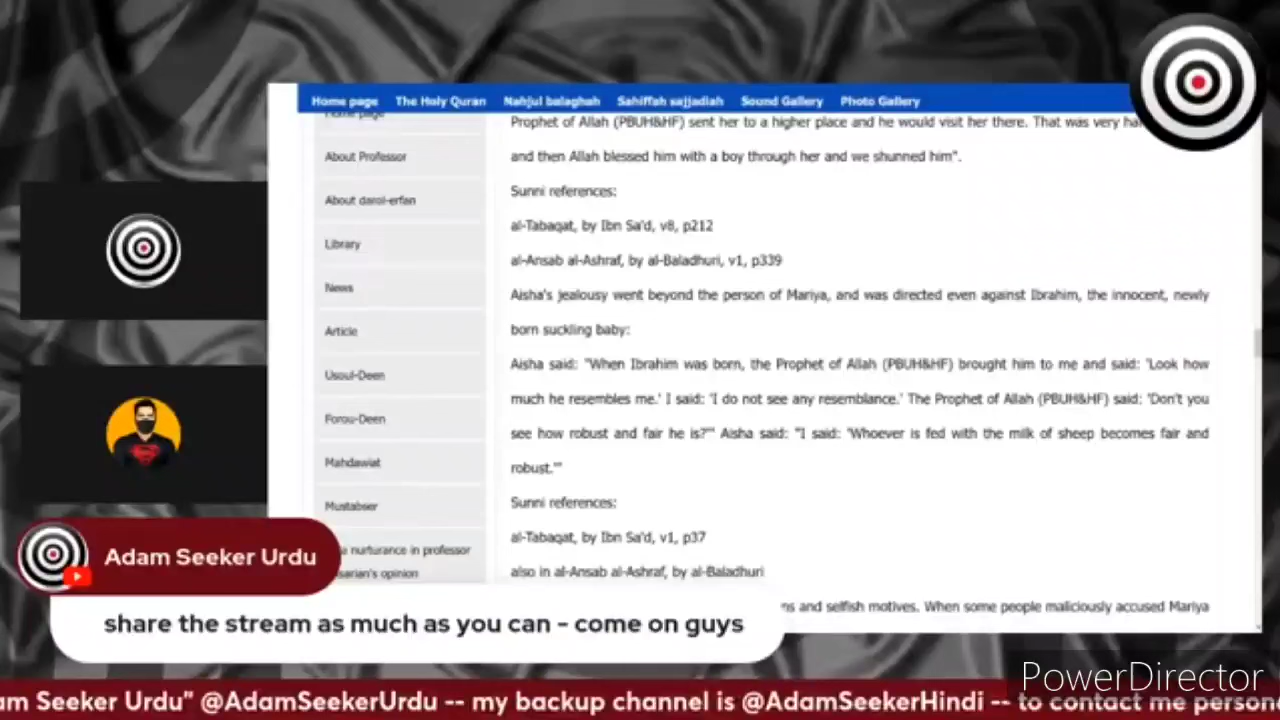 Home page The Holy Quran Nahjul balaghah Sahiffah sajjadiah Sound Gallery Photo Gallery
Home page
About Professor
About darol-erfan
Library
News
Article
Usoul-Deen
Forou-Deen
Mahdawiat
Mustabser
nurturance in professor
opinion
Prophet of Allah (PBUH&HF) sent her to a higher place and he would visit her there. That was very
and then Allah blessed him with a boy through her and we shunned him".
Sunni references:
al-Tabaqat, by Ibn Sa'd, v8, p212
al-Ansab al-Ashraf, by al-Baladhuri, v1, p339
Aisha's jealousy went beyond the person of Mariya, and was directed even against Ibrahim, the innocent, newly
born suckling baby:
Aisha said: "When Ibrahim was born, the Prophet of Allah (PBUH&HF) brought him to me and said: 'Look how
much he resembles me.' I said: 'I do not see any resemblance.' The Prophet of Allah (PBUH&HF) said: 'Don't you
see how robust and fair he is?'" Aisha said: "I said: 'Whoever is fed with the milk of sheep becomes fair and
robust.'"
Sunni references:
al-Tabaqat, by Ibn Sa'd, v1, p37
also in al-Ansab al-Ashraf, by al-Baladhuri
and selfish motives. When some people maliciously accused Mariya
Adam Seeker Urdu
share the stream as much as you can - come on guys
PowerDirector
am Seeker Urdu" @AdamSeekerUrdu -- my backup channel is @AdamSeekerHindi -- to contact me person